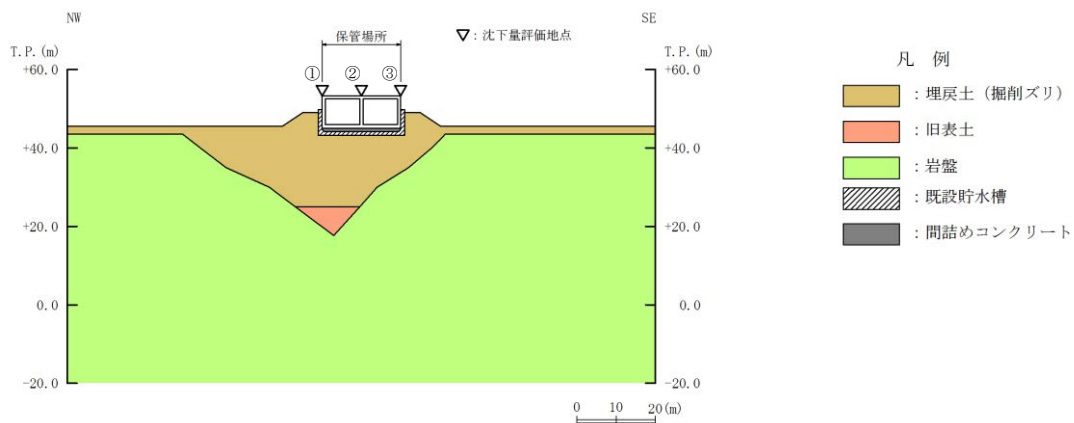 NW
SE
保管場所
▽：沈下量評価地点
T.P.(m)
T.P.(m)
① ② ③
+60.0
+60.0
+40.0
+40.0
+20.0
+20.0
0.0
0.0
-20.0
-20.0
0 10 20(m)
凡 例
：埋戻土（掘削ズリ）
：旧表土
：岩盤
：既設貯水槽
：間詰めコンクリート